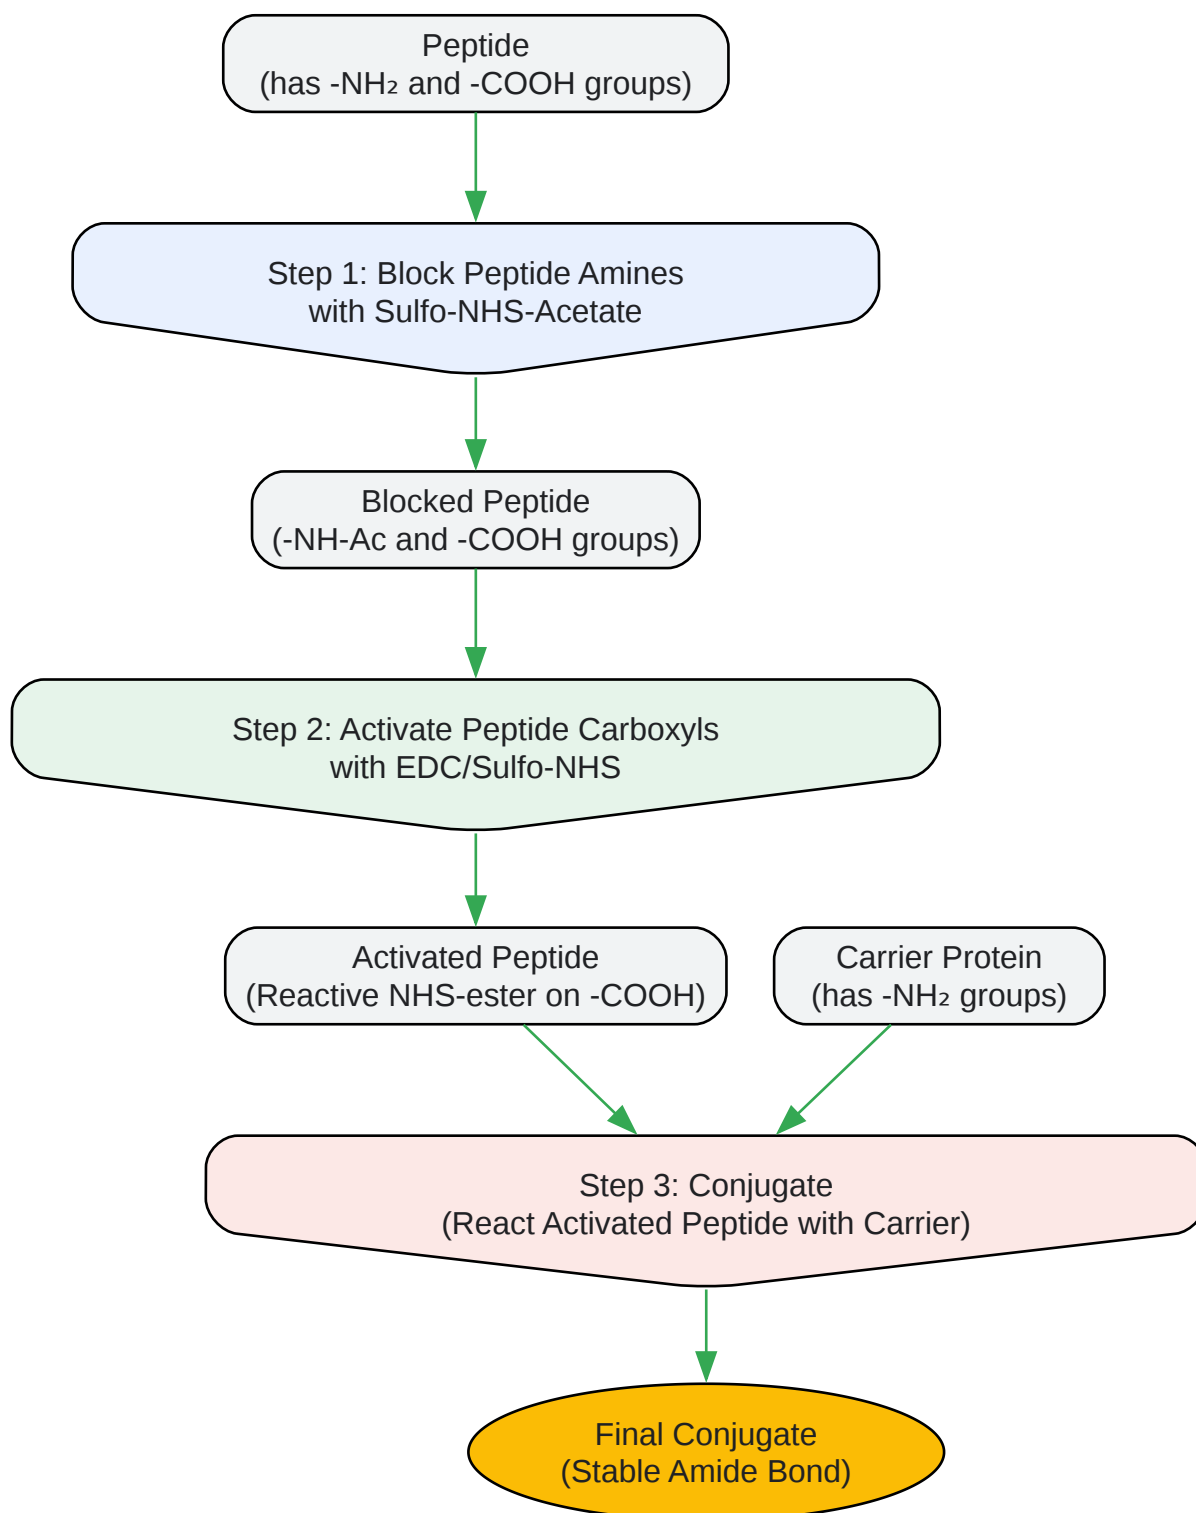 Peptide
(has -NH₂ and -COOH groups)
Step 1: Block Peptide Amines
with Sulfo-NHS-Acetate
Blocked Peptide
(-NH-Ac and -COOH groups)
Step 2: Activate Peptide Carboxyls
with EDC/Sulfo-NHS
Activated Peptide
(Reactive NHS-ester on -COOH)
Carrier Protein
(has -NH₂ groups)
Step 3: Conjugate
(React Activated Peptide with Carrier)
Final Conjugate
(Stable Amide Bond)